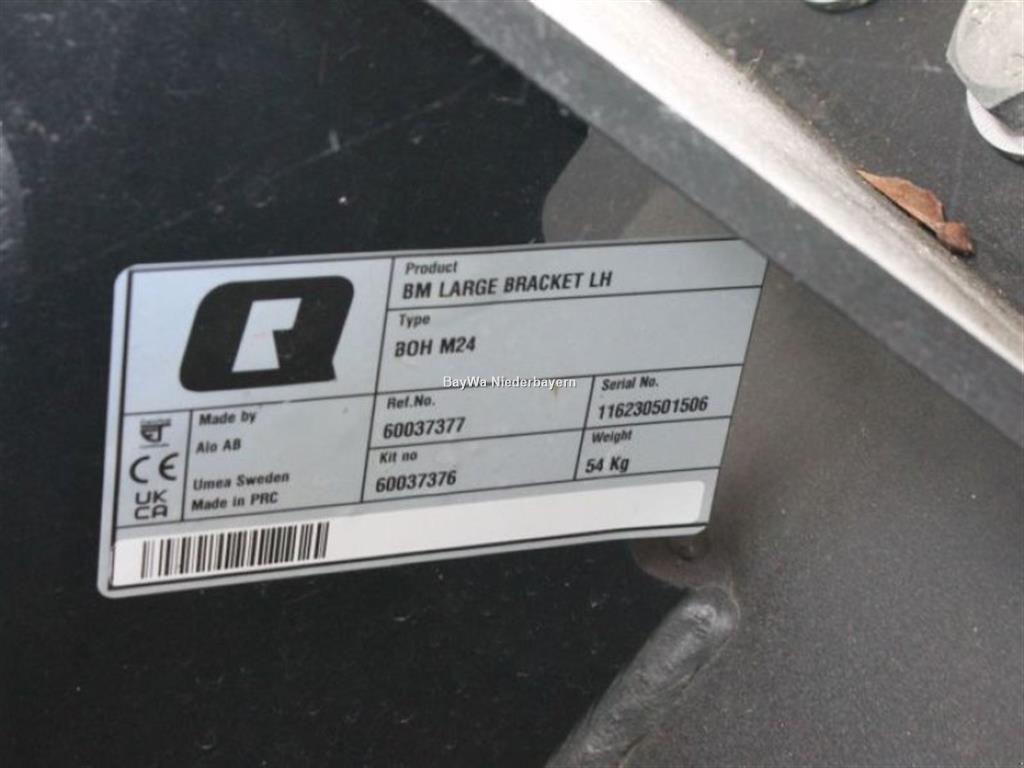 Q
Product
BM LARGE BRACKET LH
Type
BOH M24
BayWa Niederbayern
Ref.No.
60037377
Serial No.
116230501506
Kit no
60037376
Weight
54 Kg
Made by
Alo AB
Umea Sweden
Made in PRC
CE
UK
CA